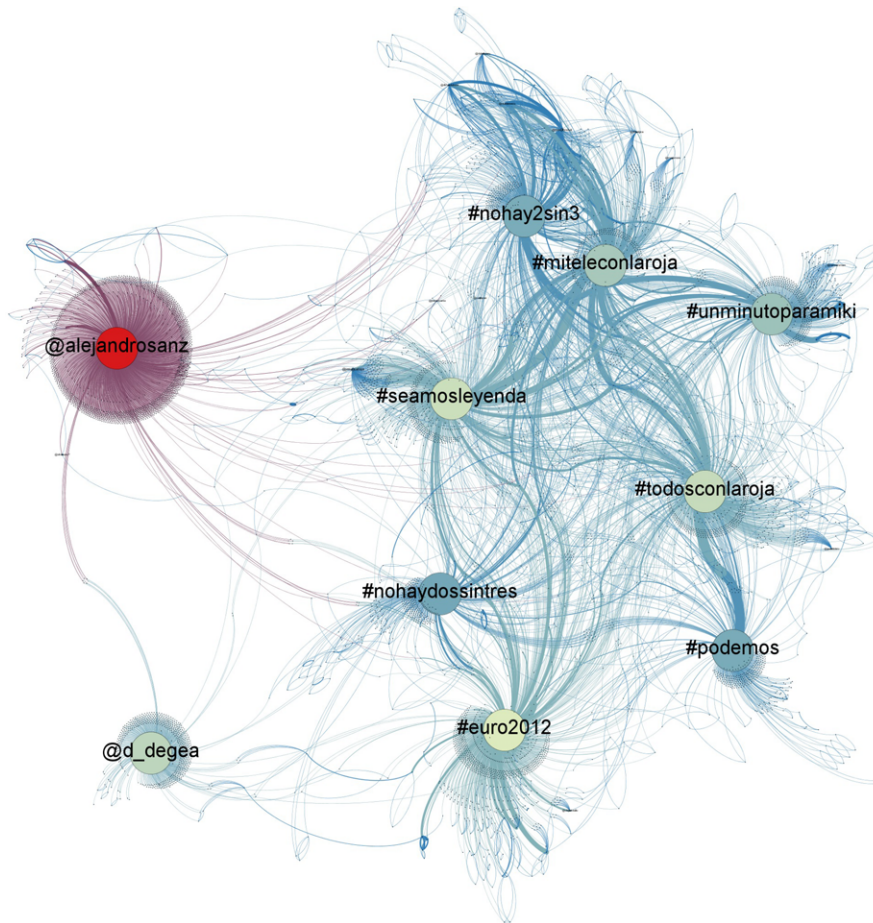 #nohay2sin3
#miteleconlaroja
#unminutoparamiki
@alejandrosanz
#seamosleyenda
#todosconlaroja
#nohaydossintres
#podemos
#euro2012
@d_degea